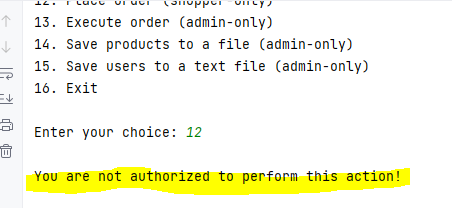 12. Place order (shopper-only)
13. Execute order (admin-only)
14. Save products to a file (admin-only)
15. Save users to a text file (admin-only)
16. Exit
Enter your choice: 12
You are not authorized to perform this action!